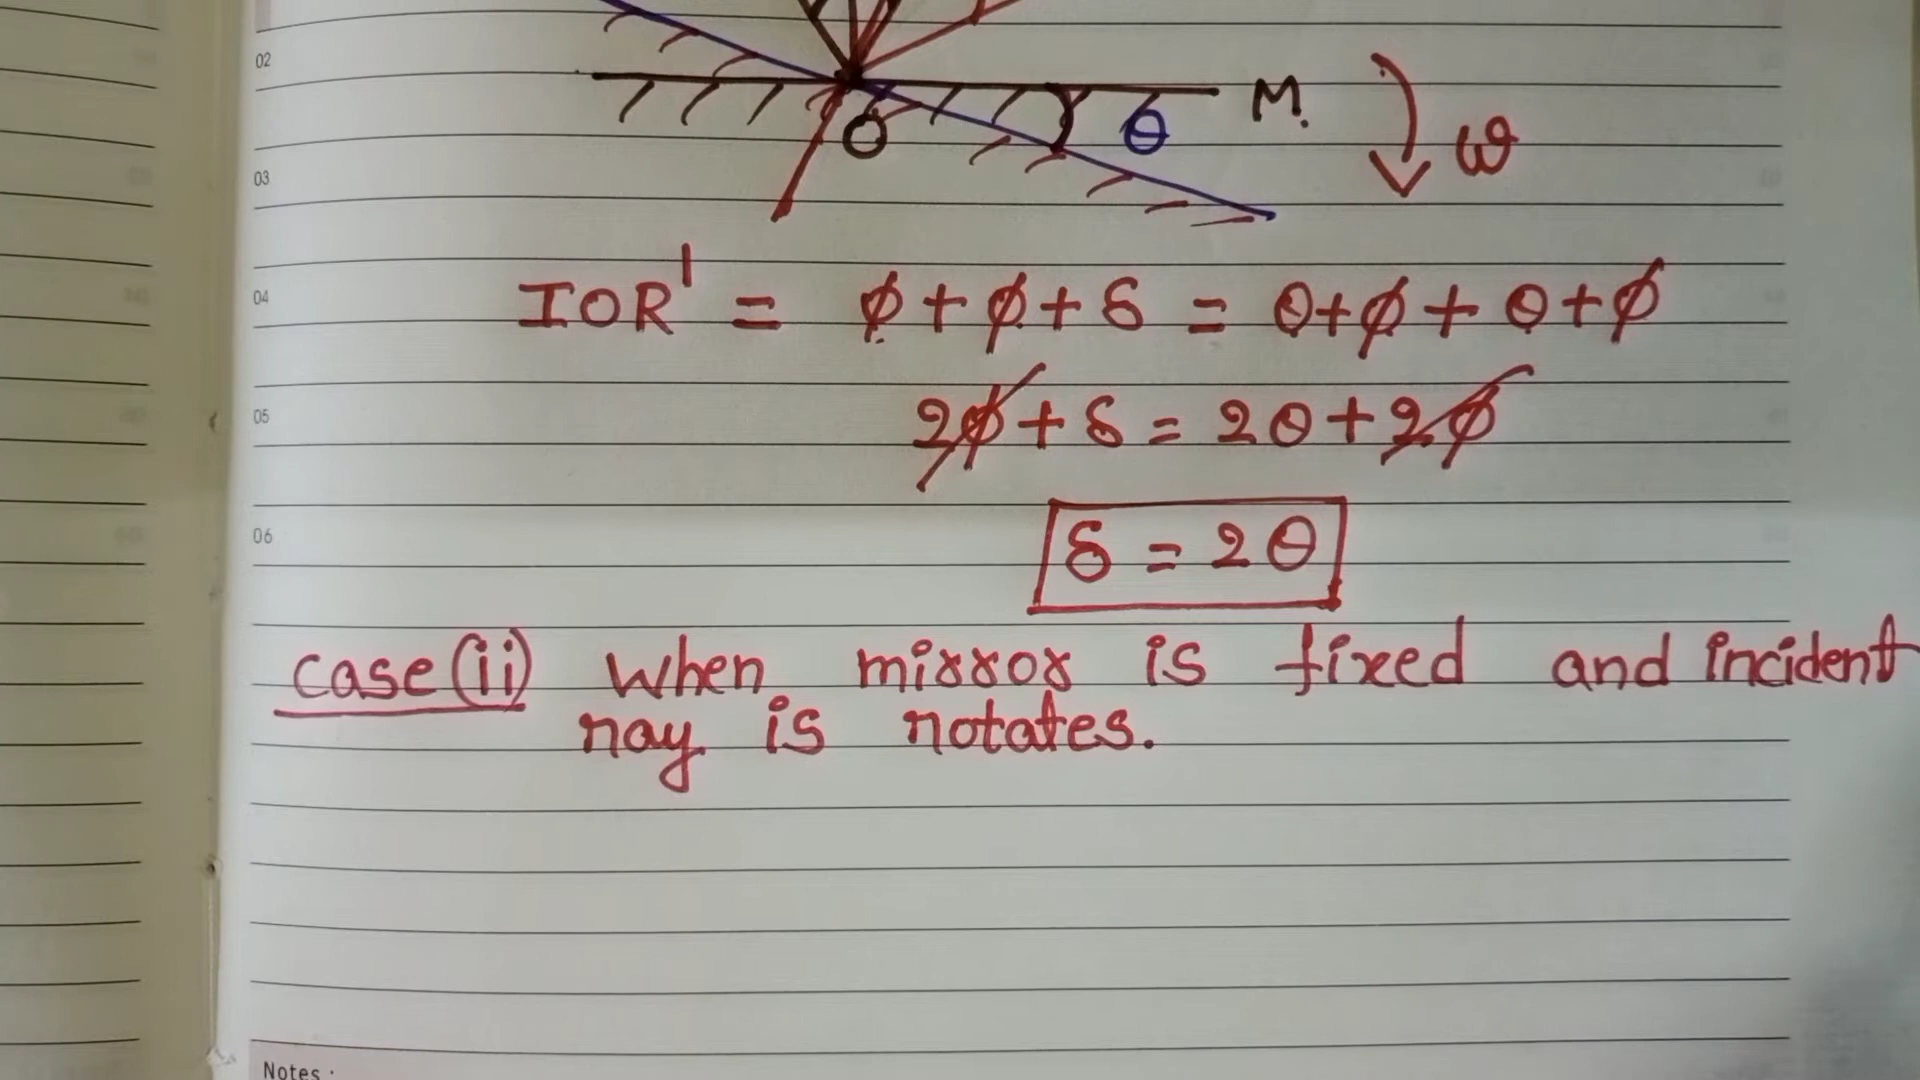 02
M.
θ
O
ω
03
04
IOR' = ϕ + ϕ + δ = θ + ϕ + θ + ϕ
05
2ϕ + δ = 2θ + 2ϕ
06
δ = 2θ
case (ii) when mirror is fixed and incident
ray is rotates.
Notes :